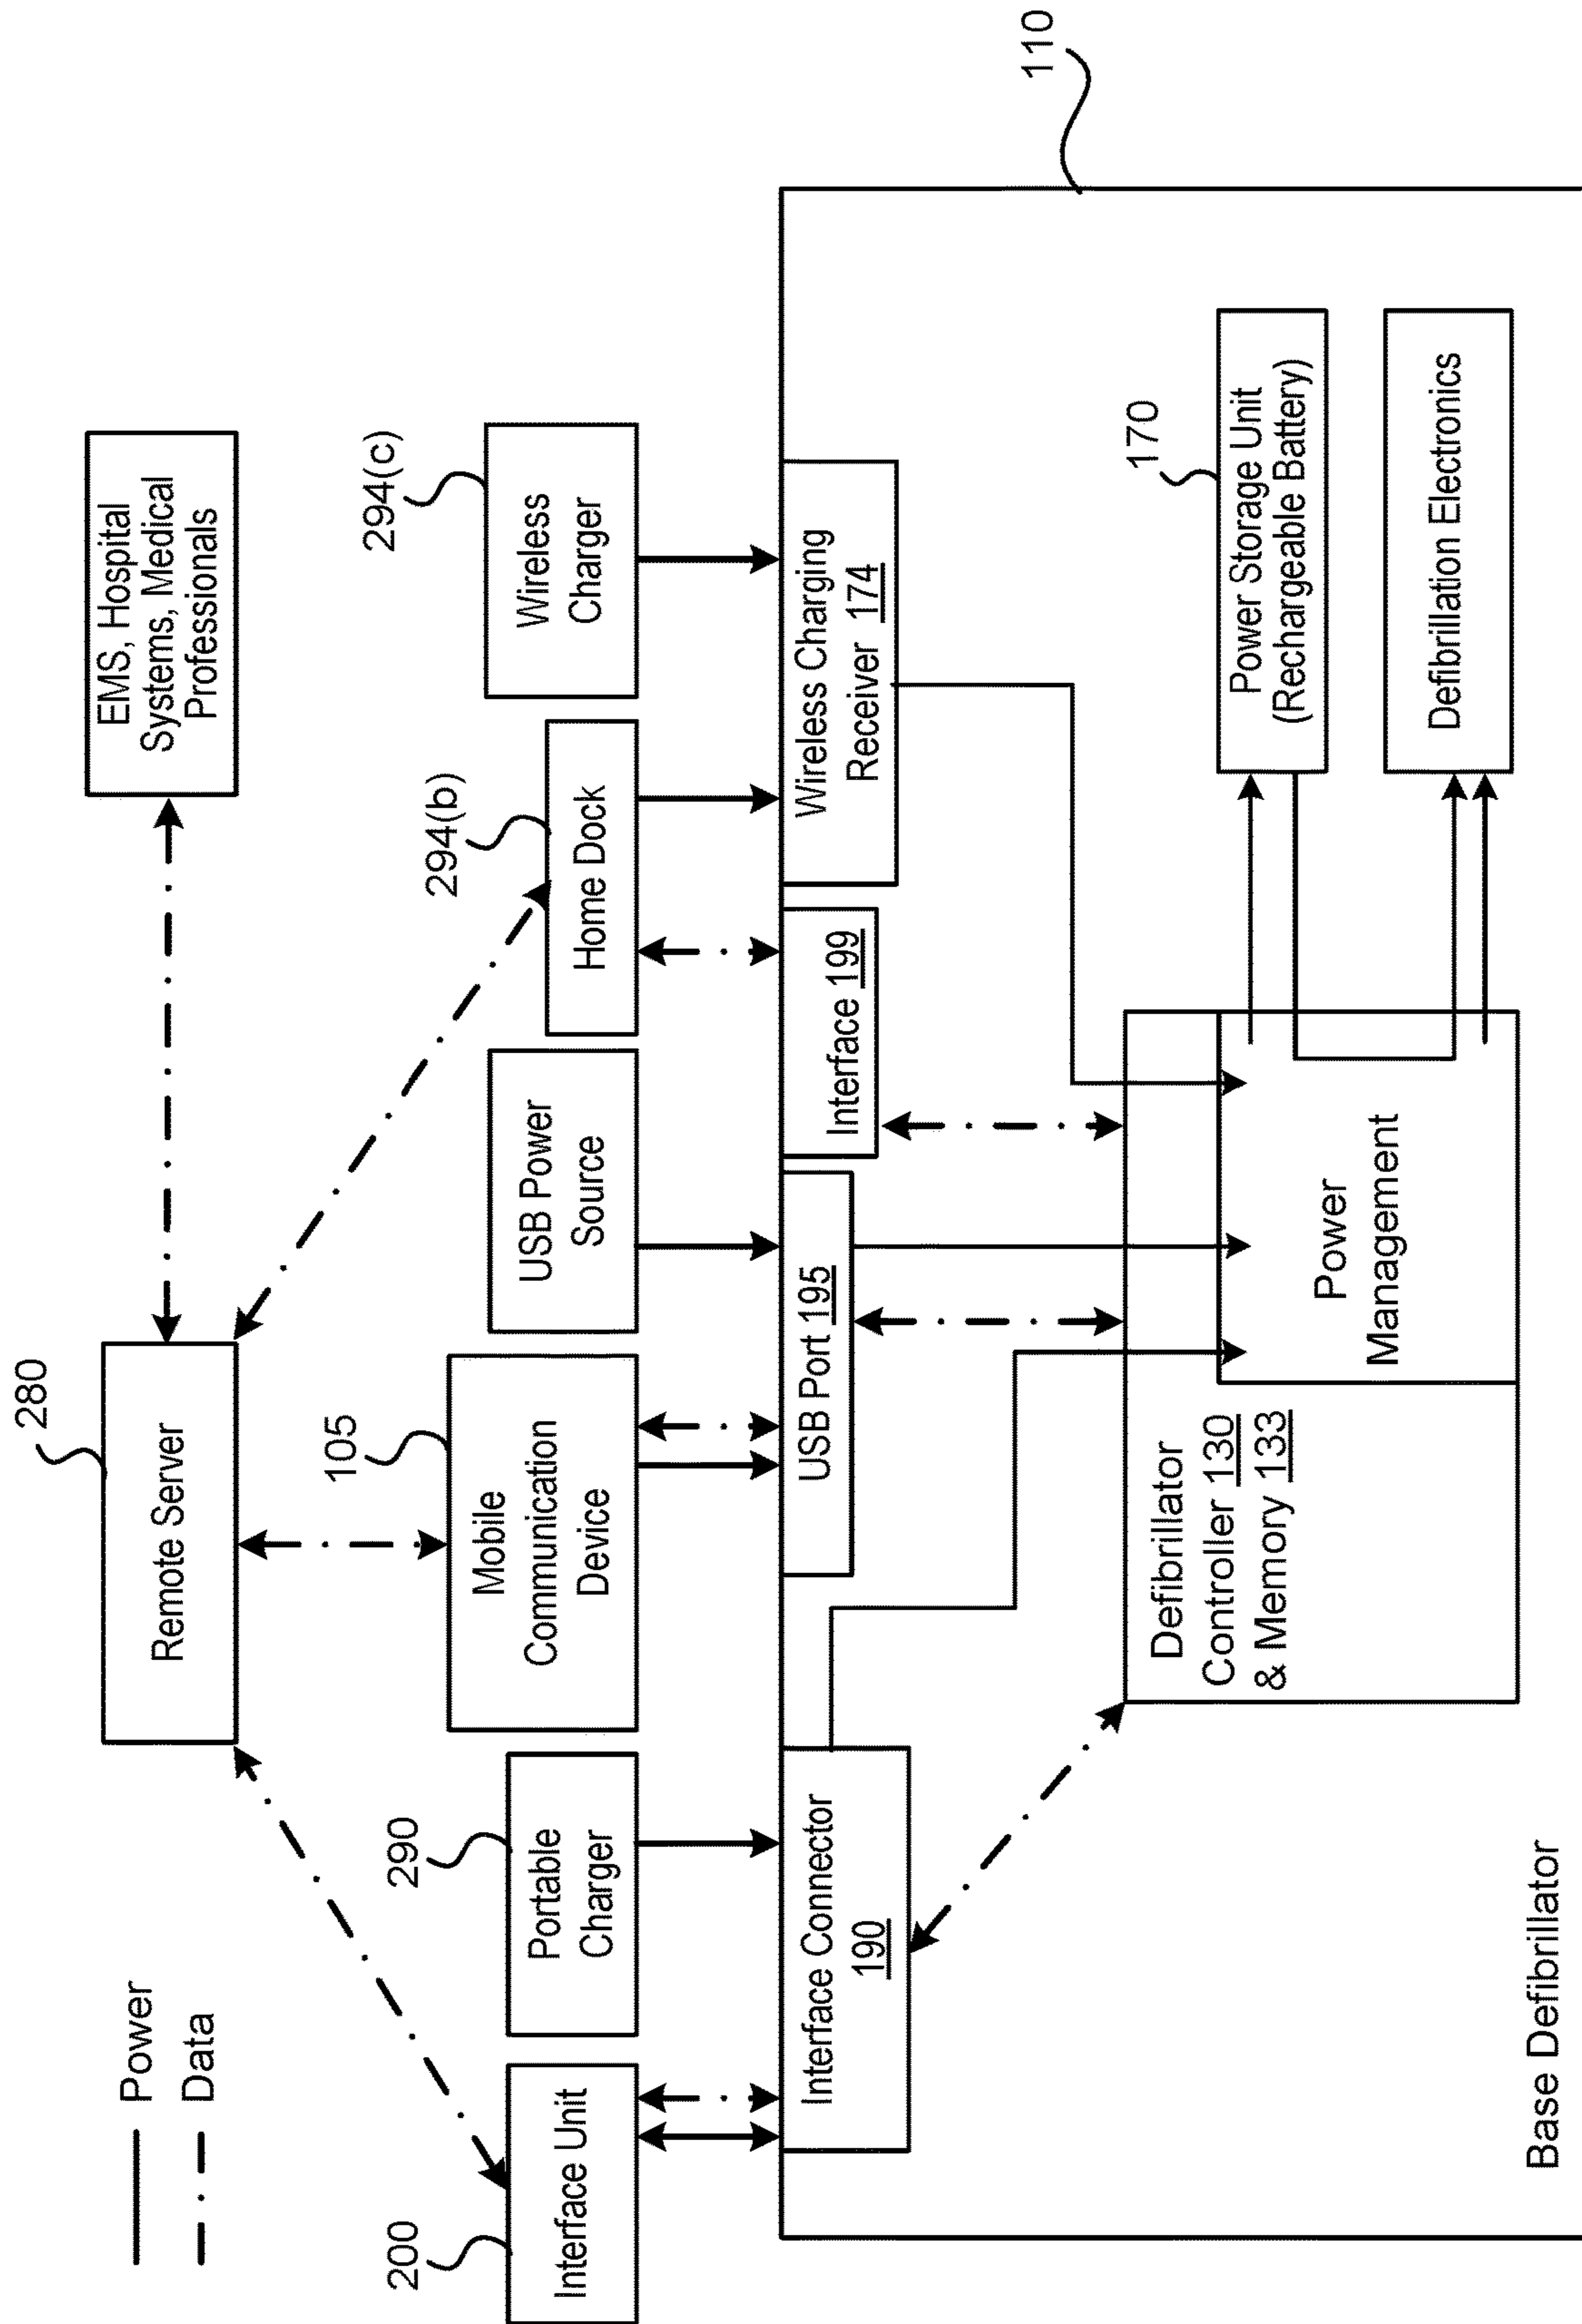 Power
Data
280
Remote Server
EMS, Hospital
Systems, Medical
Professionals
200
Interface Unit
290
Portable
Charger
105
Mobile
Communication
Device
USB Power
Source
294(b)
Home Dock
294(c)
Wireless
Charger
110
Interface Connector
190
USB Port 195
Interface 199
Wireless Charging
Receiver 174
Defibrillator
Controller 130
& Memory 133
Power
Management
170
Power Storage Unit
(Rechargeable Battery)
Defibrillation Electronics
Base Defibrillator